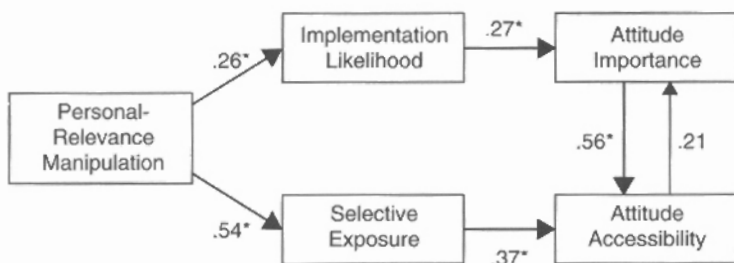 Implementation
Likelihood
.27*
Attitude
Importance
.26*
Personal-
Relevance
Manipulation
.56*
.21
.54*
Selective
Exposure
.37*
Attitude
Accessibility